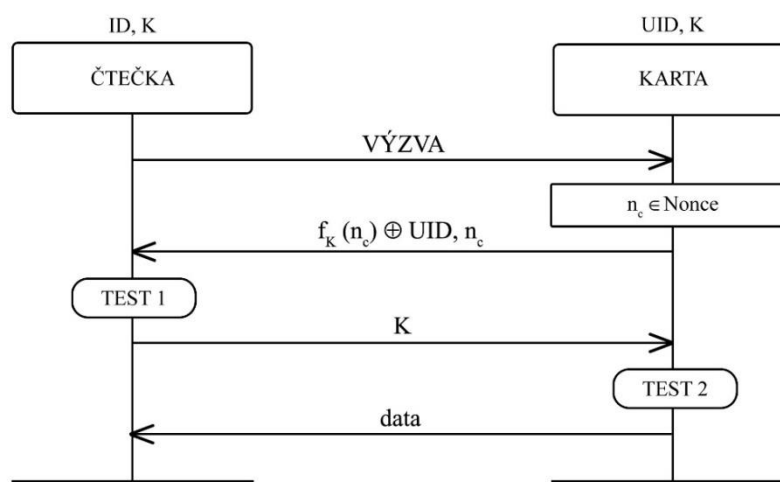 ID, K
UID, K
ČTEČKA
KARTA
VÝZVA
n_c ∈ Nonce
f_K (n_c) ⊕ UID, n_c
TEST 1
K
TEST 2
data